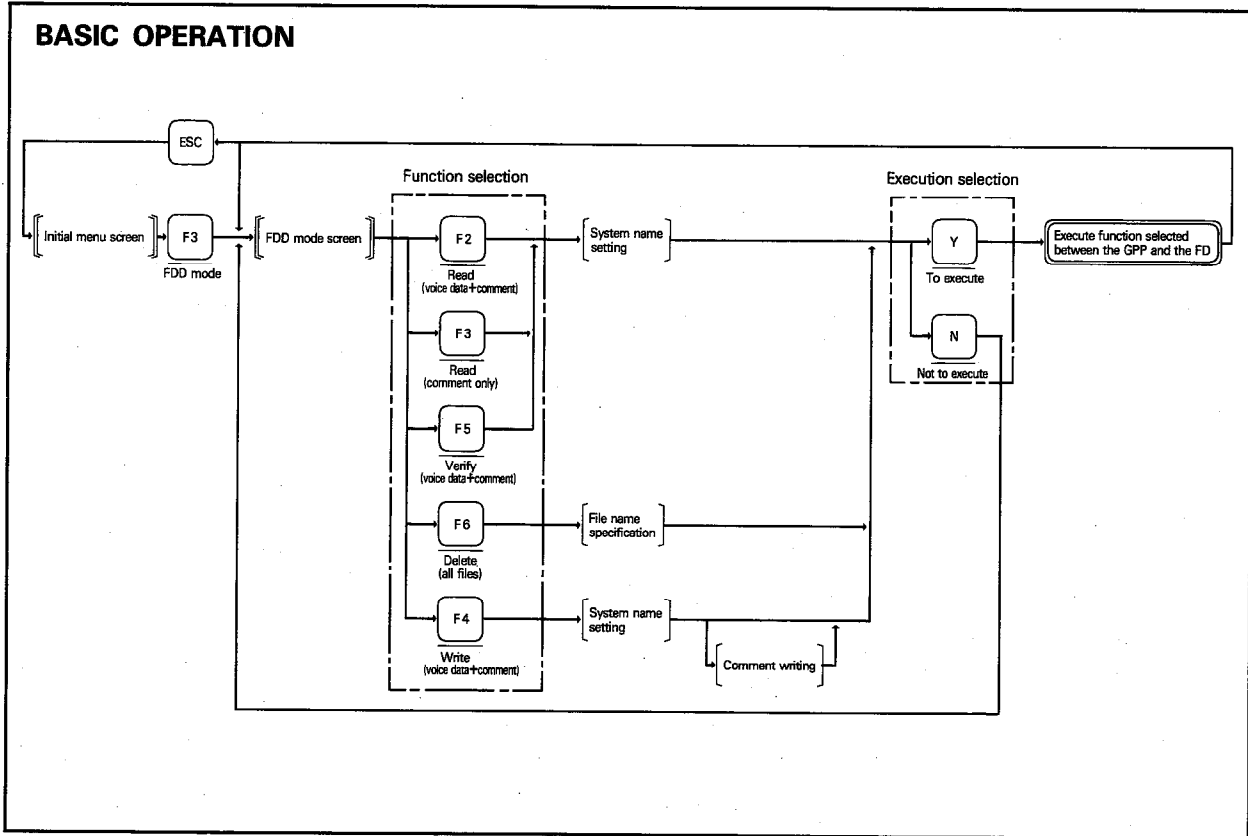 BASIC OPERATION
ESC
Function selection
Execution selection
Initial menu screen
F3
FDD mode
FDD mode screen
F2
Read
(voice data+comment)
System name
setting
Y
To execute
Execute function selected
between the GPP and the FD
F3
Read
(comment only)
N
Not to execute
F5
Verify
(voice data+comment)
F6
Delete
(all files)
File name
specification
F4
Write
(voice data+comment)
System name
setting
Comment writing